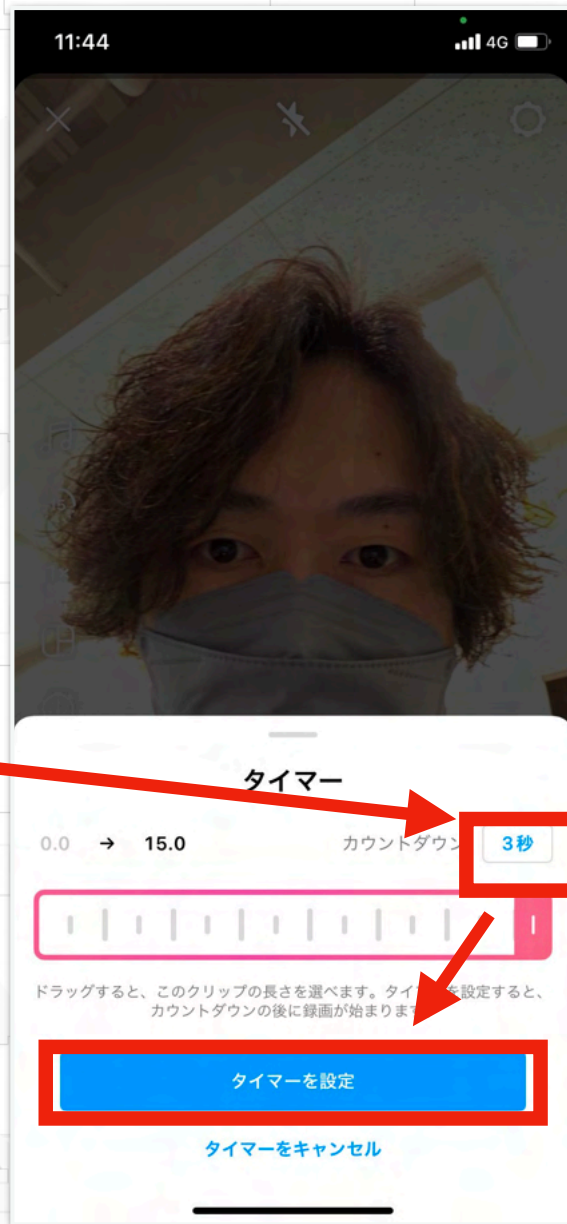 11:44
4G
タイマー
0.0 → 15.0
カウントダウン
3秒
ドラッグすると、このクリップの長さを選べます。タイを設定すると、
カウントダウンの後に録画が始まりま
タイマーを設定
タイマーをキャンセル